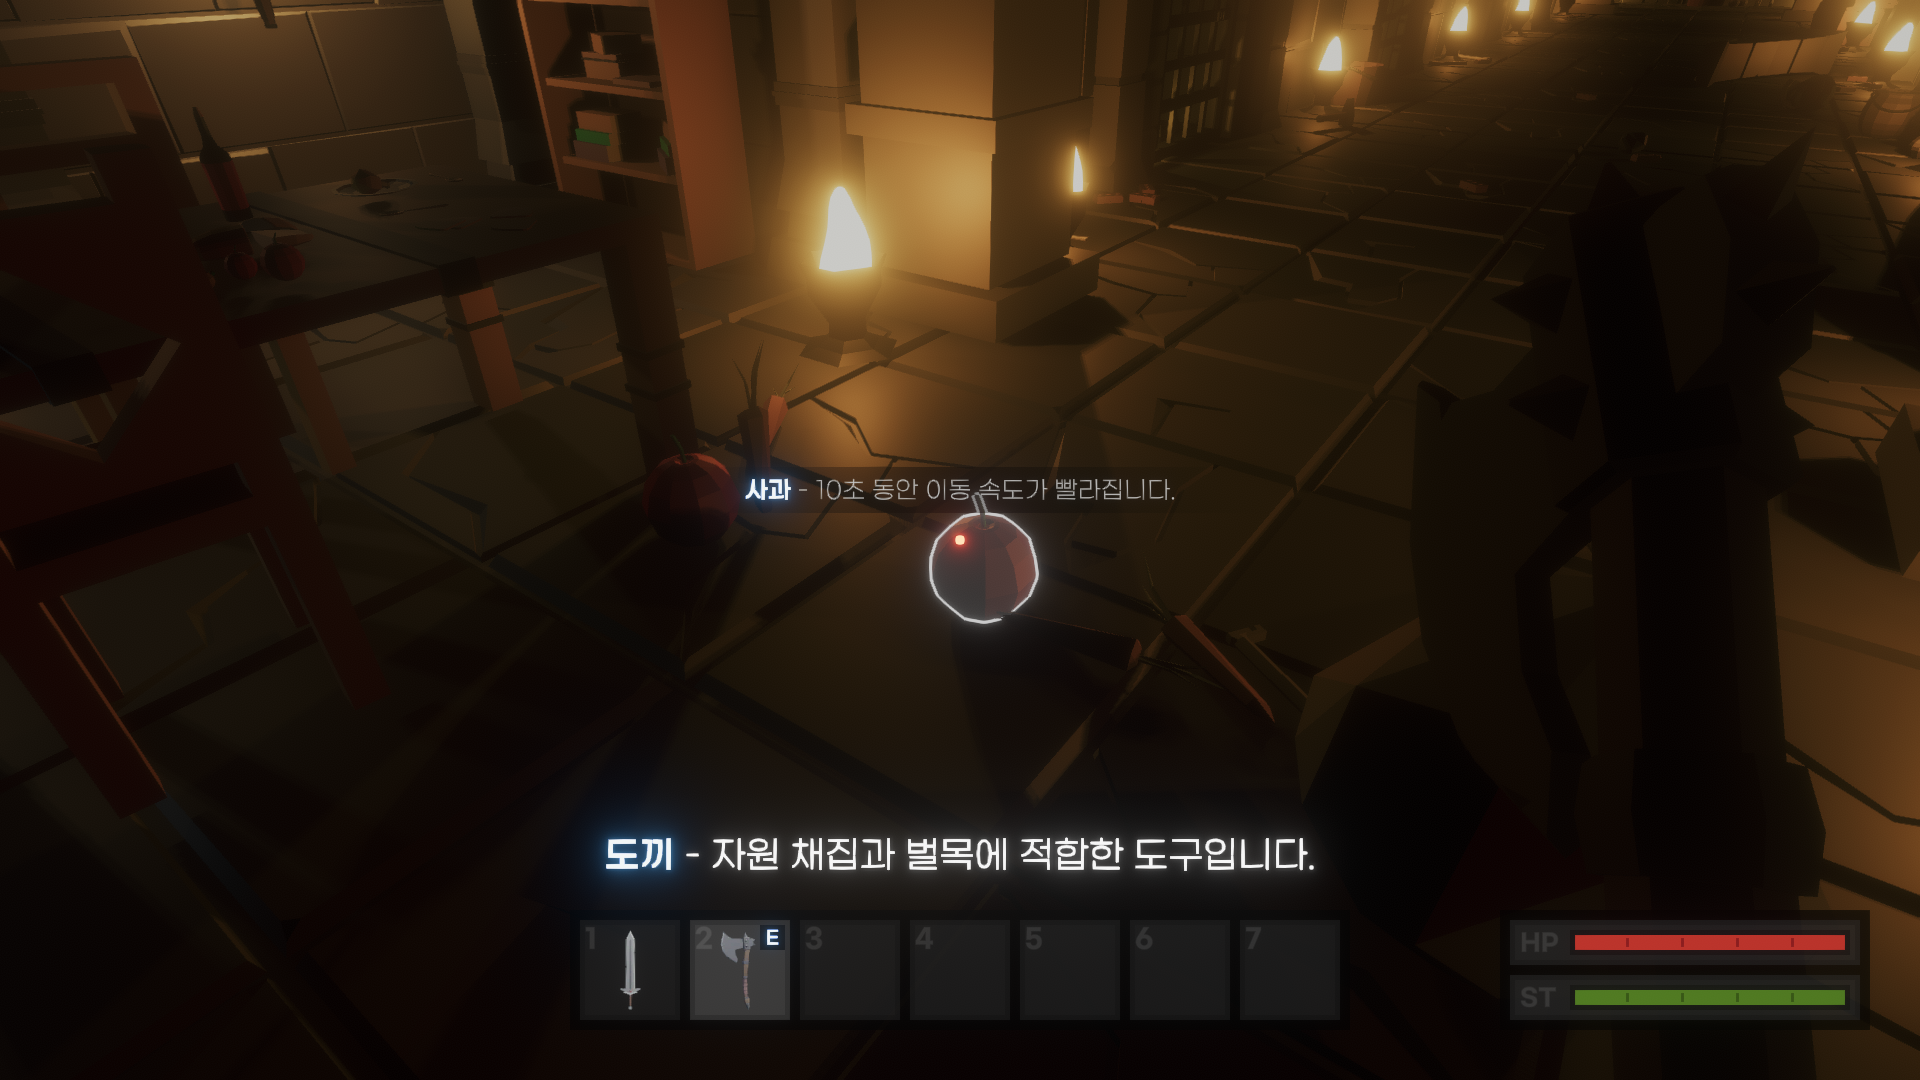 사과 - 10초 동안 이동 속도가 빨라집니다.
도끼 - 자원 채집과 벌목에 적합한 도구입니다.
1 2 E 3 4 5 6 7
HP
ST